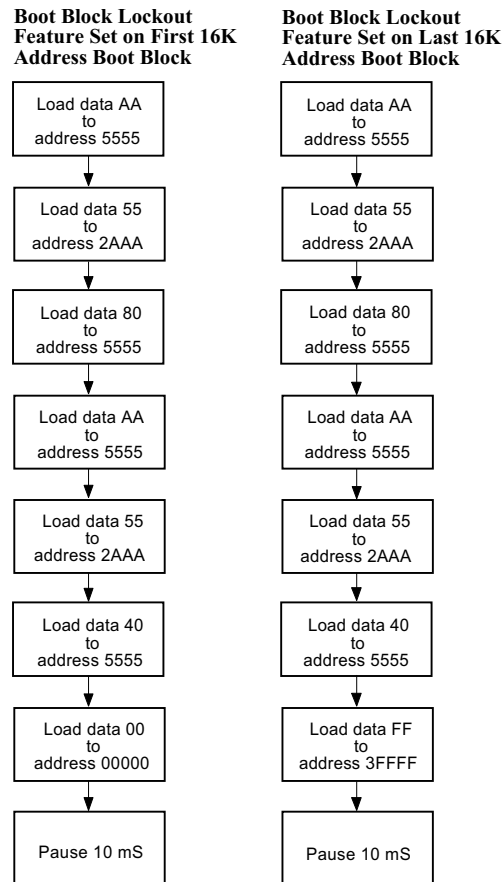 Boot Block Lockout
Feature Set on First 16K
Address Boot Block
Load data AA
to
address 5555
Load data 55
to
address 2AAA
Load data 80
to
address 5555
Load data AA
to
address 5555
Load data 55
to
address 2AAA
Load data 40
to
address 5555
Load data 00
to
address 00000
Pause 10 mS
Boot Block Lockout
Feature Set on Last 16K
Address Boot Block
Load data AA
to
address 5555
Load data 55
to
address 2AAA
Load data 80
to
address 5555
Load data AA
to
address 5555
Load data 55
to
address 2AAA
Load data 40
to
address 5555
Load data FF
to
address 3FFFF
Pause 10 mS